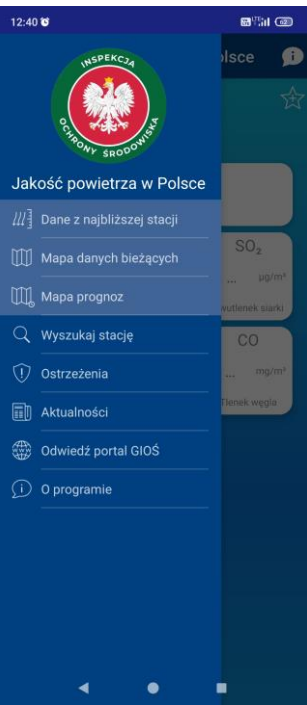 12:40
INSPEKCJA
OCHRONY ŚRODOWISKA
lsce
Jakość powietrza w Polsce
Dane z najbliższej stacji
Mapa danych bieżących
Mapa prognoz
Wyszukaj stację
Ostrzeżenia
Aktualności
Odwiedź portal GIOŚ
O programie
SO₂
... µg/m³
wutlenek siarki
CO
... mg/m³
Tlenek węgla